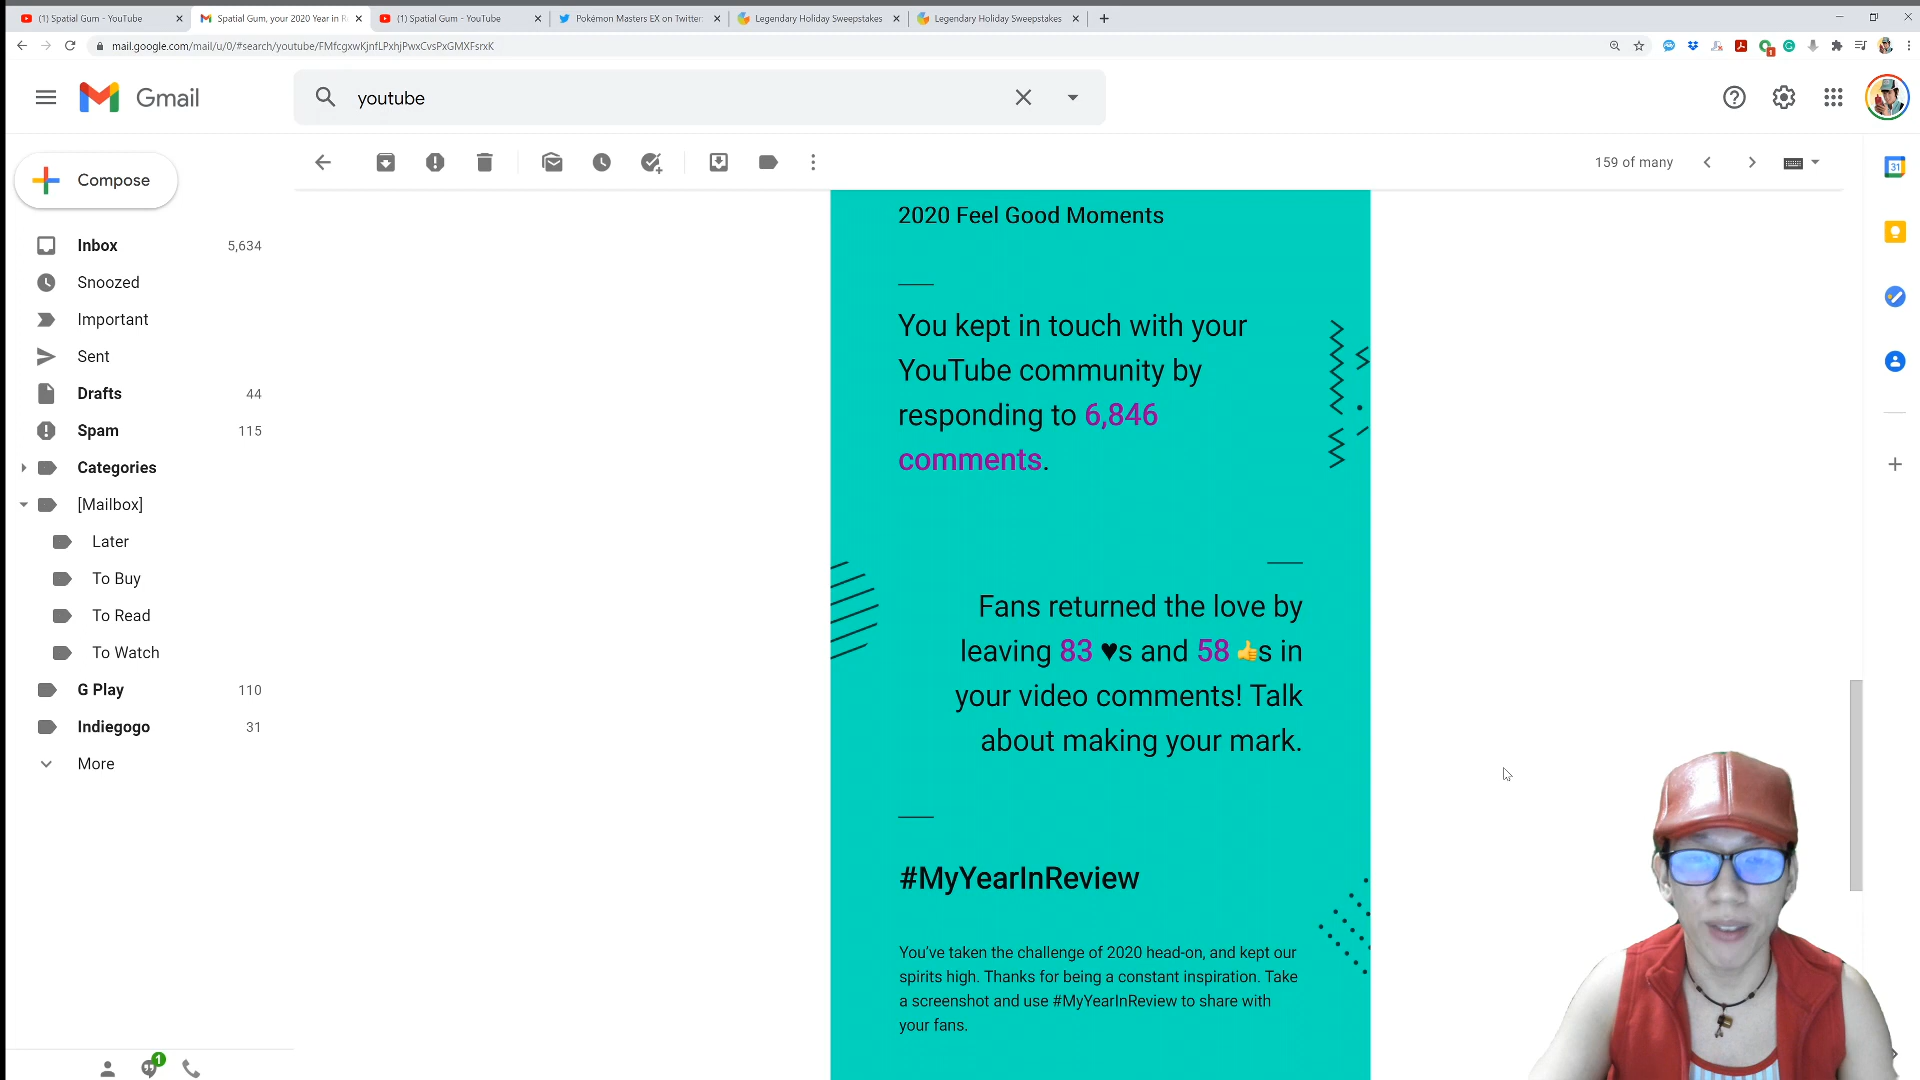 (1) Spatial Gum - YouTube
Spatial Gum, your 2020 Year in R
(1) Spatial Gum - YouTube
Pokémon Masters EX on Twitter:
Legendary Holiday Sweepstakes
Legendary Holiday Sweepstakes
mail.google.com/mail/u/0/#search/youtube/FMfcgxwKjnfLPxhjPwxCvsPxGMXFsrxK
Gmail
youtube
Compose
159 of many
Inbox 5,634
Snoozed
Important
Sent
Drafts 44
Spam 115
Categories
[Mailbox]
Later
To Buy
To Read
To Watch
G Play 110
Indiegogo 31
More
1
31
1
2020 Feel Good Moments
You kept in touch with your
YouTube community by
responding to 6,846
comments.
Fans returned the love by
leaving 83 ♥s and 58 👍s in
your video comments! Talk
about making your mark.
#MyYearInReview
You've taken the challenge of 2020 head-on, and kept our
spirits high. Thanks for being a constant inspiration. Take
a screenshot and use #MyYearInReview to share with
your fans.